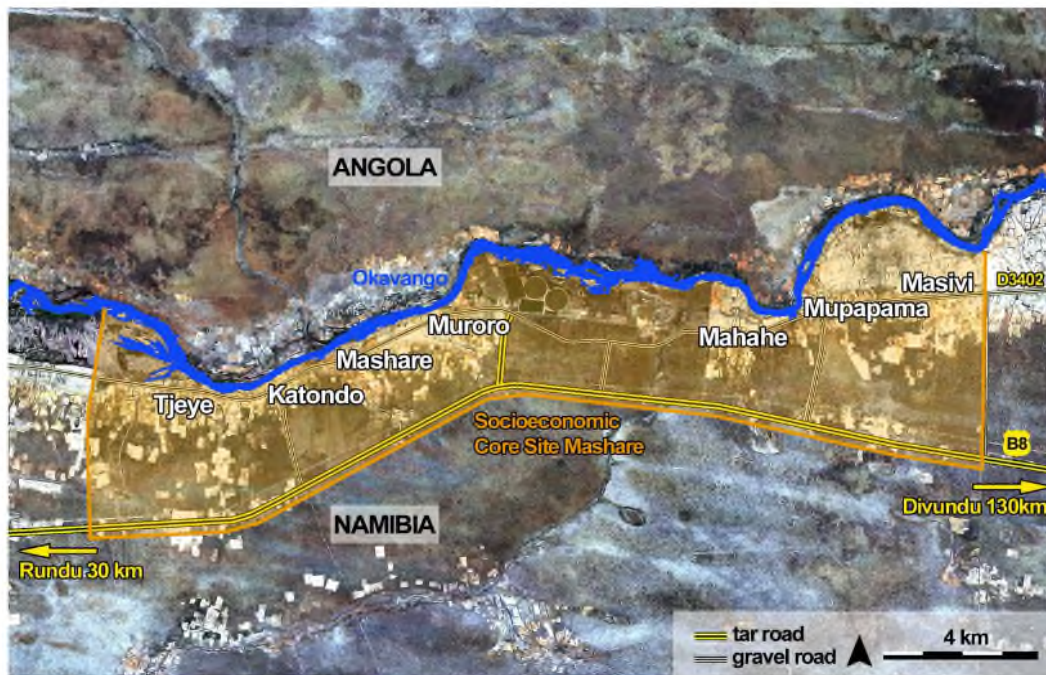 ANGOLA
Okavango
Masivi
D3402
Mupapama
Muroro
Mahahe
Mashare
Katondo
Tjeye
Socioeconomic
Core Site Mashare
B8
Divundu 130km
NAMIBIA
Rundu 30 km
tar road
gravel road
4 km